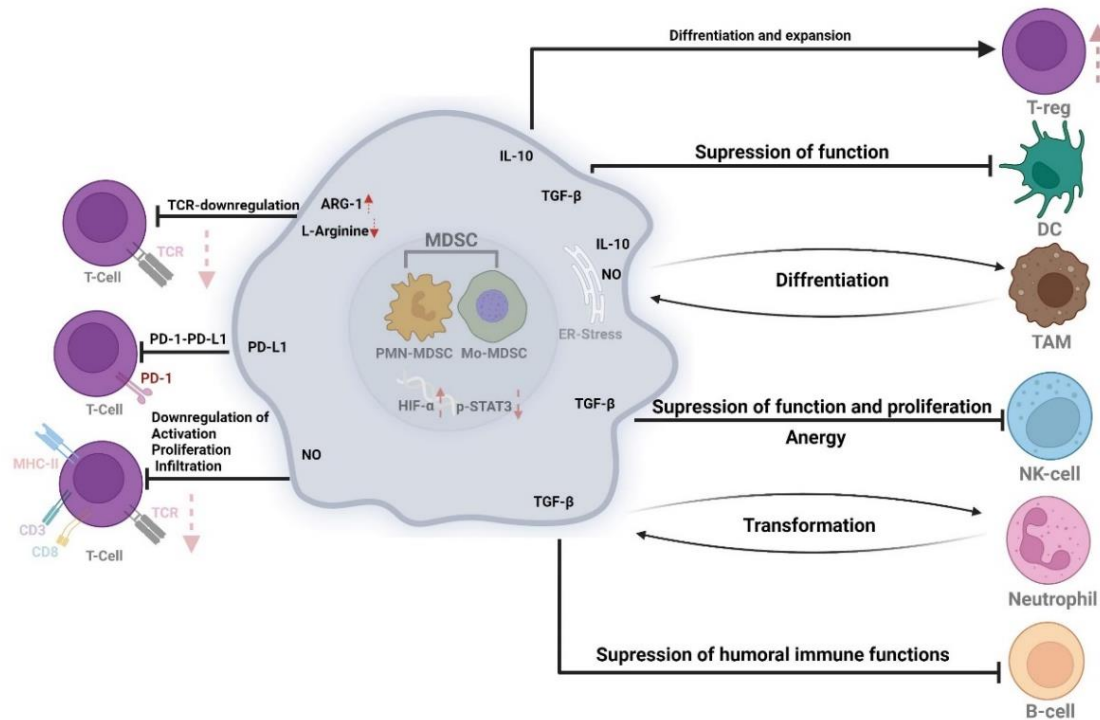 Diffrentiation and expansion
T-reg
IL-10
Supression of function
TGF-β
DC
TCR-downregulation
ARG-1
L-Arginine
TCR
T-Cell
MDSC
PMN-MDSC
Mo-MDSC
HIF-α
p-STAT3
IL-10
NO
ER-Stress
Diffrentiation
TAM
PD-1-PD-L1
PD-L1
PD-1
T-Cell
TGF-β
Supression of function and proliferation
Anergy
NK-cell
Downregulation of
Activation
Proliferation
Infiltration
NO
MHC-II
TCR
CD3
CD8
T-Cell
TGF-β
Transformation
Neutrophil
Supression of humoral immune functions
B-cell